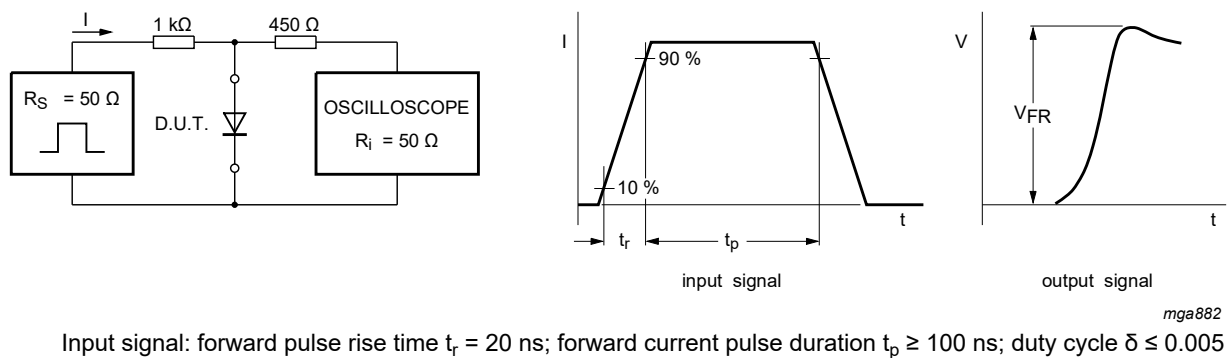 I
1 kΩ
450 Ω
R_S = 50 Ω
D.U.T.
OSCILLOSCOPE
R_i = 50 Ω
I
90 %
10 %
t
t_r
t_p
input signal
V
V_FR
t
output signal
mga882
Input signal: forward pulse rise time t_r = 20 ns; forward current pulse duration t_p ≥ 100 ns; duty cycle δ ≤ 0.005